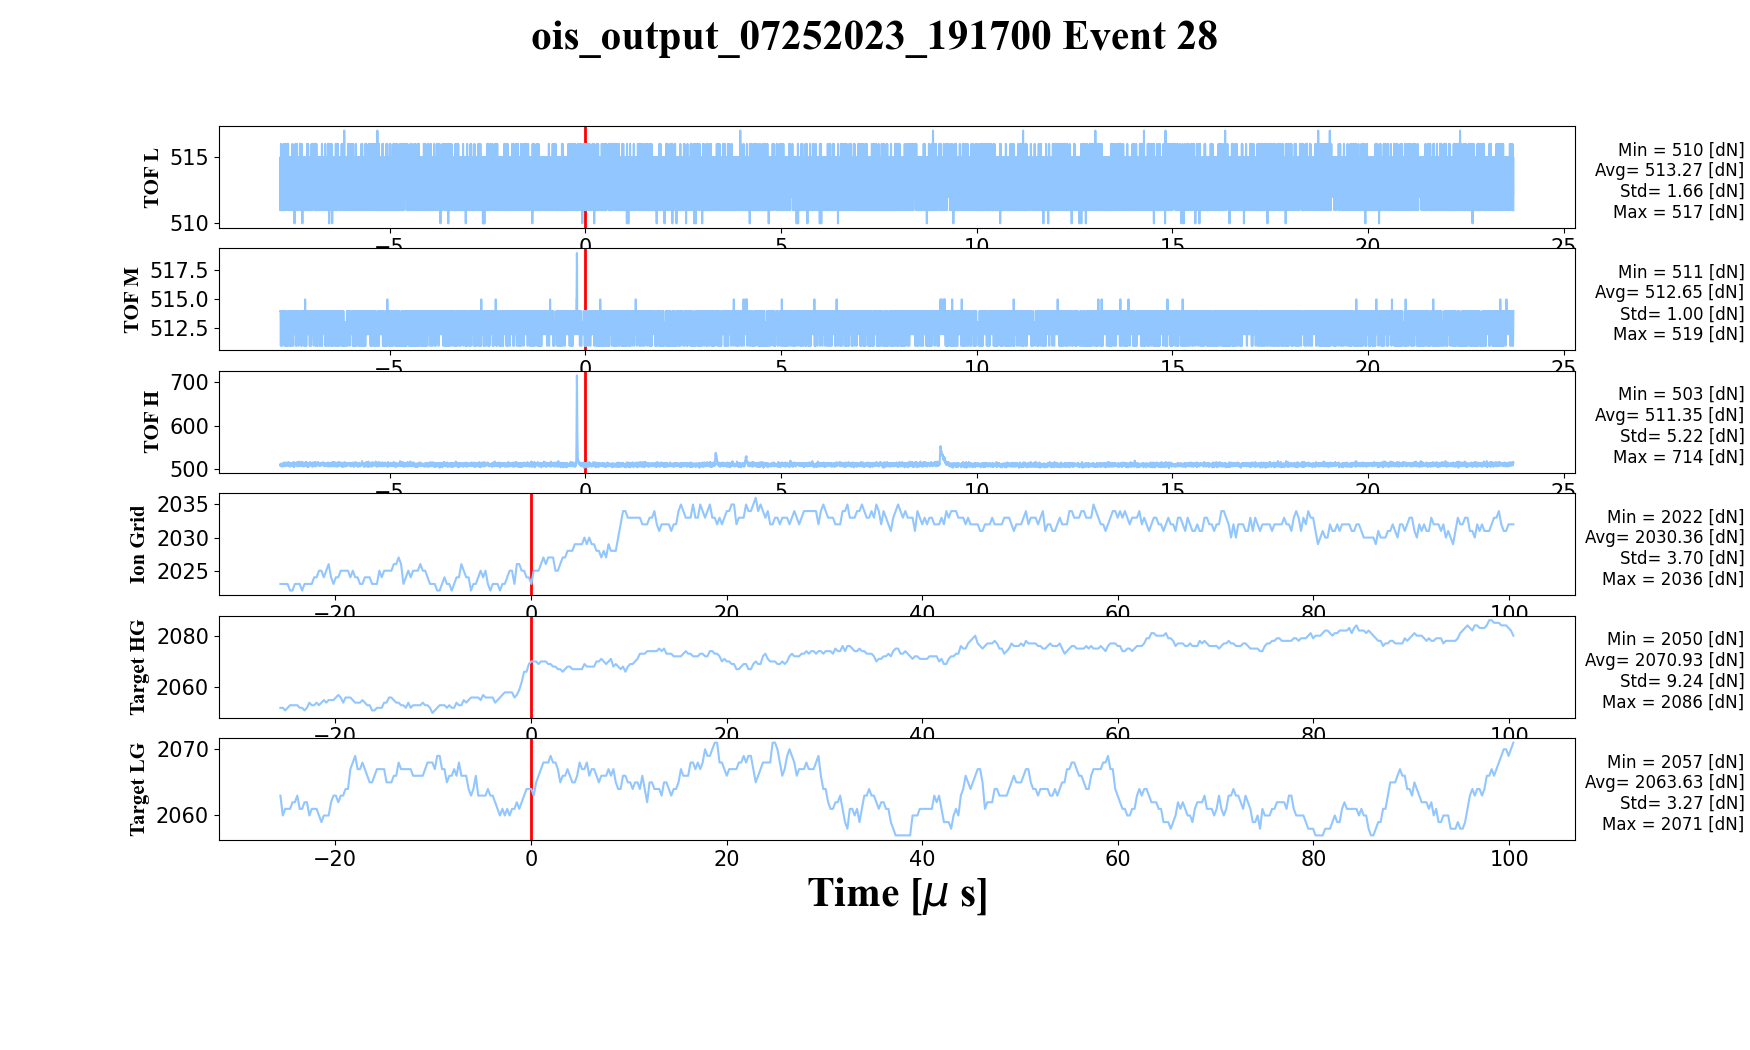 ois_output_07252023_191700 Event 28
TOF L
515
510
−5 0 5 10 15 20 25
Min = 510 [dN]
Avg= 513.27 [dN]
Std= 1.66 [dN]
Max = 517 [dN]
TOF M
517.5
515.0
512.5
−5 0 5 10 15 20 25
Min = 511 [dN]
Avg= 512.65 [dN]
Std= 1.00 [dN]
Max = 519 [dN]
TOF H
700
600
500
−5 0 5 10 15 20 25
Min = 503 [dN]
Avg= 511.35 [dN]
Std= 5.22 [dN]
Max = 714 [dN]
Ion Grid
2035
2030
2025
−20 0 20 40 60 80 100
Min = 2022 [dN]
Avg= 2030.36 [dN]
Std= 3.70 [dN]
Max = 2036 [dN]
Target HG
2080
2060
−20 0 20 40 60 80 100
Min = 2050 [dN]
Avg= 2070.93 [dN]
Std= 9.24 [dN]
Max = 2086 [dN]
Target LG
2070
2060
−20 0 20 40 60 80 100
Min = 2057 [dN]
Avg= 2063.63 [dN]
Std= 3.27 [dN]
Max = 2071 [dN]
Time [μ s]